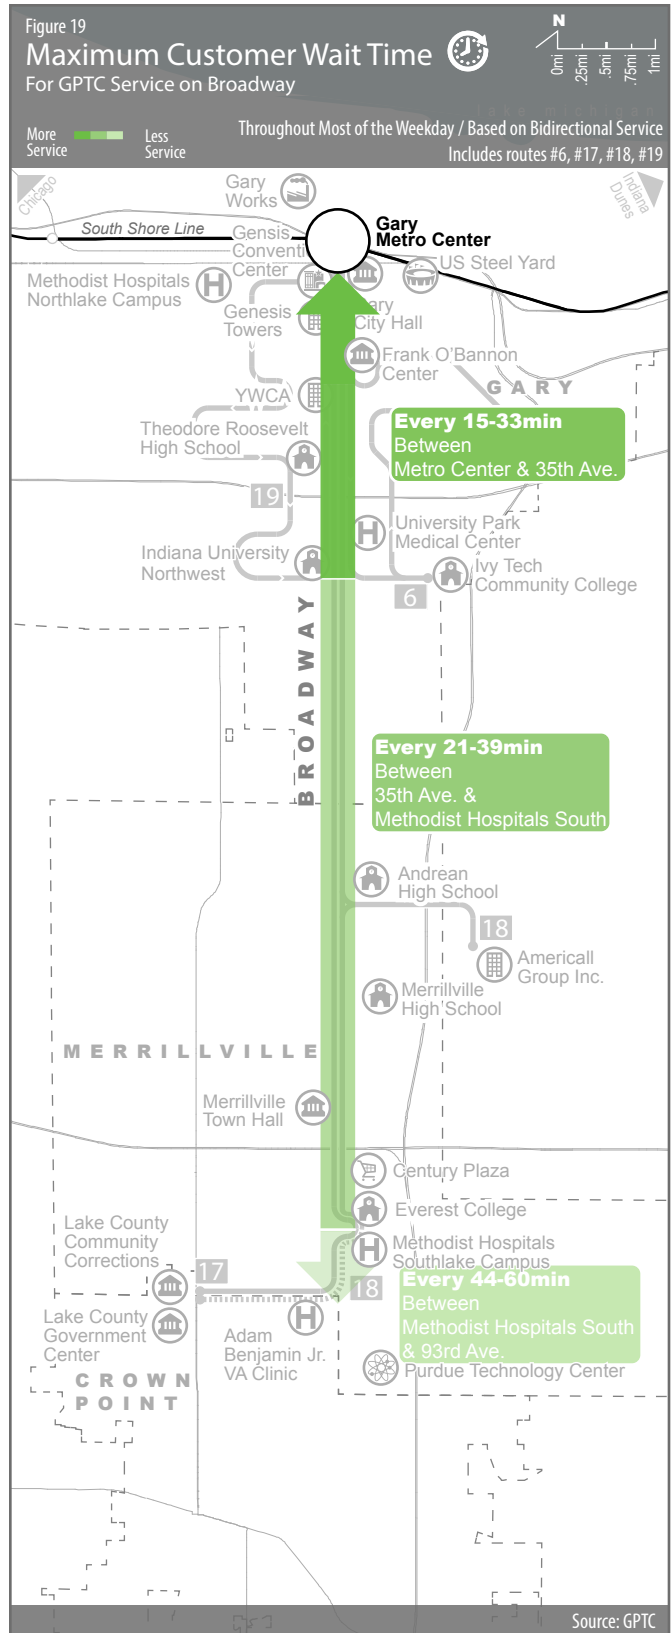 Figure 19
Maximum Customer Wait Time
For GPTC Service on Broadway
N
0mi
.25mi
.5mi
.75mi
1mi
lake michigan
More
Service
Less
Service
Throughout Most of the Weekday / Based on Bidirectional Service
Includes routes #6, #17, #18, #19
Chicago
Gary
Works
Indiana
Dunes
South Shore Line
Gensis
Conventi
Center
Gary
Metro Center
US Steel Yard
Methodist Hospitals
Northlake Campus
Genesis
Towers
ary
City Hall
Frank O'Bannon
Center
GARY
YWCA
Every 15-33min
Between
Metro Center & 35th Ave.
Theodore Roosevelt
High School
19
University Park
Medical Center
Indiana University
Northwest
Ivy Tech
Community College
6
BROADWAY
Every 21-39min
Between
35th Ave. &
Methodist Hospitals South
Andrean
High School
18
Americall
Group Inc.
Merrillville
High School
MERRILLVILLE
Merrillville
Town Hall
Century Plaza
Everest College
Lake County
Community
Corrections
Methodist Hospitals
Southlake Campus
17
18
Every 44-60min
Between
Methodist Hospitals South
& 93rd Ave.
Lake County
Government
Center
Adam
Benjamin Jr.
VA Clinic
Purdue Technology Center
CROWN
POINT
Source: GPTC